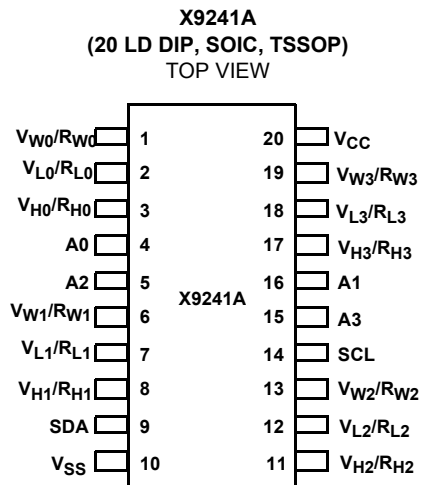 X9241A
(20 LD DIP, SOIC, TSSOP)
TOP VIEW
VW0/RW0 1 20 VCC
VL0/RL0 2 19 VW3/RW3
VH0/RH0 3 18 VL3/RL3
A0 4 17 VH3/RH3
A2 5 16 A1
X9241A
VW1/RW1 6 15 A3
VL1/RL1 7 14 SCL
VH1/RH1 8 13 VW2/RW2
SDA 9 12 VL2/RL2
VSS 10 11 VH2/RH2